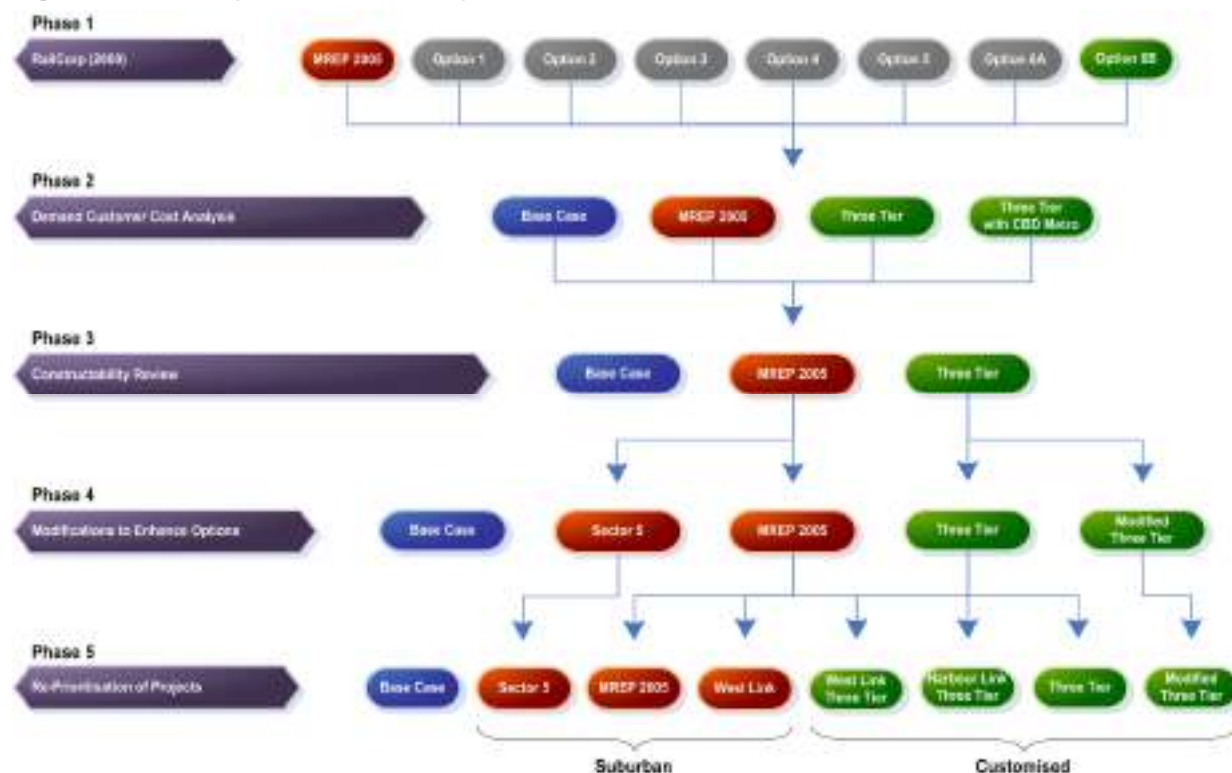 Phase 1
RailCorp (2009)
MREP 2005
Option 1
Option 2
Option 3
Option 4
Option 5
Option 6A
Option 6B
Phase 2
Demand Customer Cost Analysis
Base Case
MREP 2005
Three Tier
Three Tier
with CBD Metro
Phase 3
Constructability Review
Base Case
MREP 2005
Three Tier
Phase 4
Modifications to Enhance Options
Base Case
Sector 5
MREP 2005
Three Tier
Modified
Three Tier
Phase 5
Re-Prioritisation of Projects
Base Case
Sector 5
MREP 2005
West Link
West Link
Three Tier
Harbour Link
Three Tier
Three Tier
Modified
Three Tier
Suburban
Customised